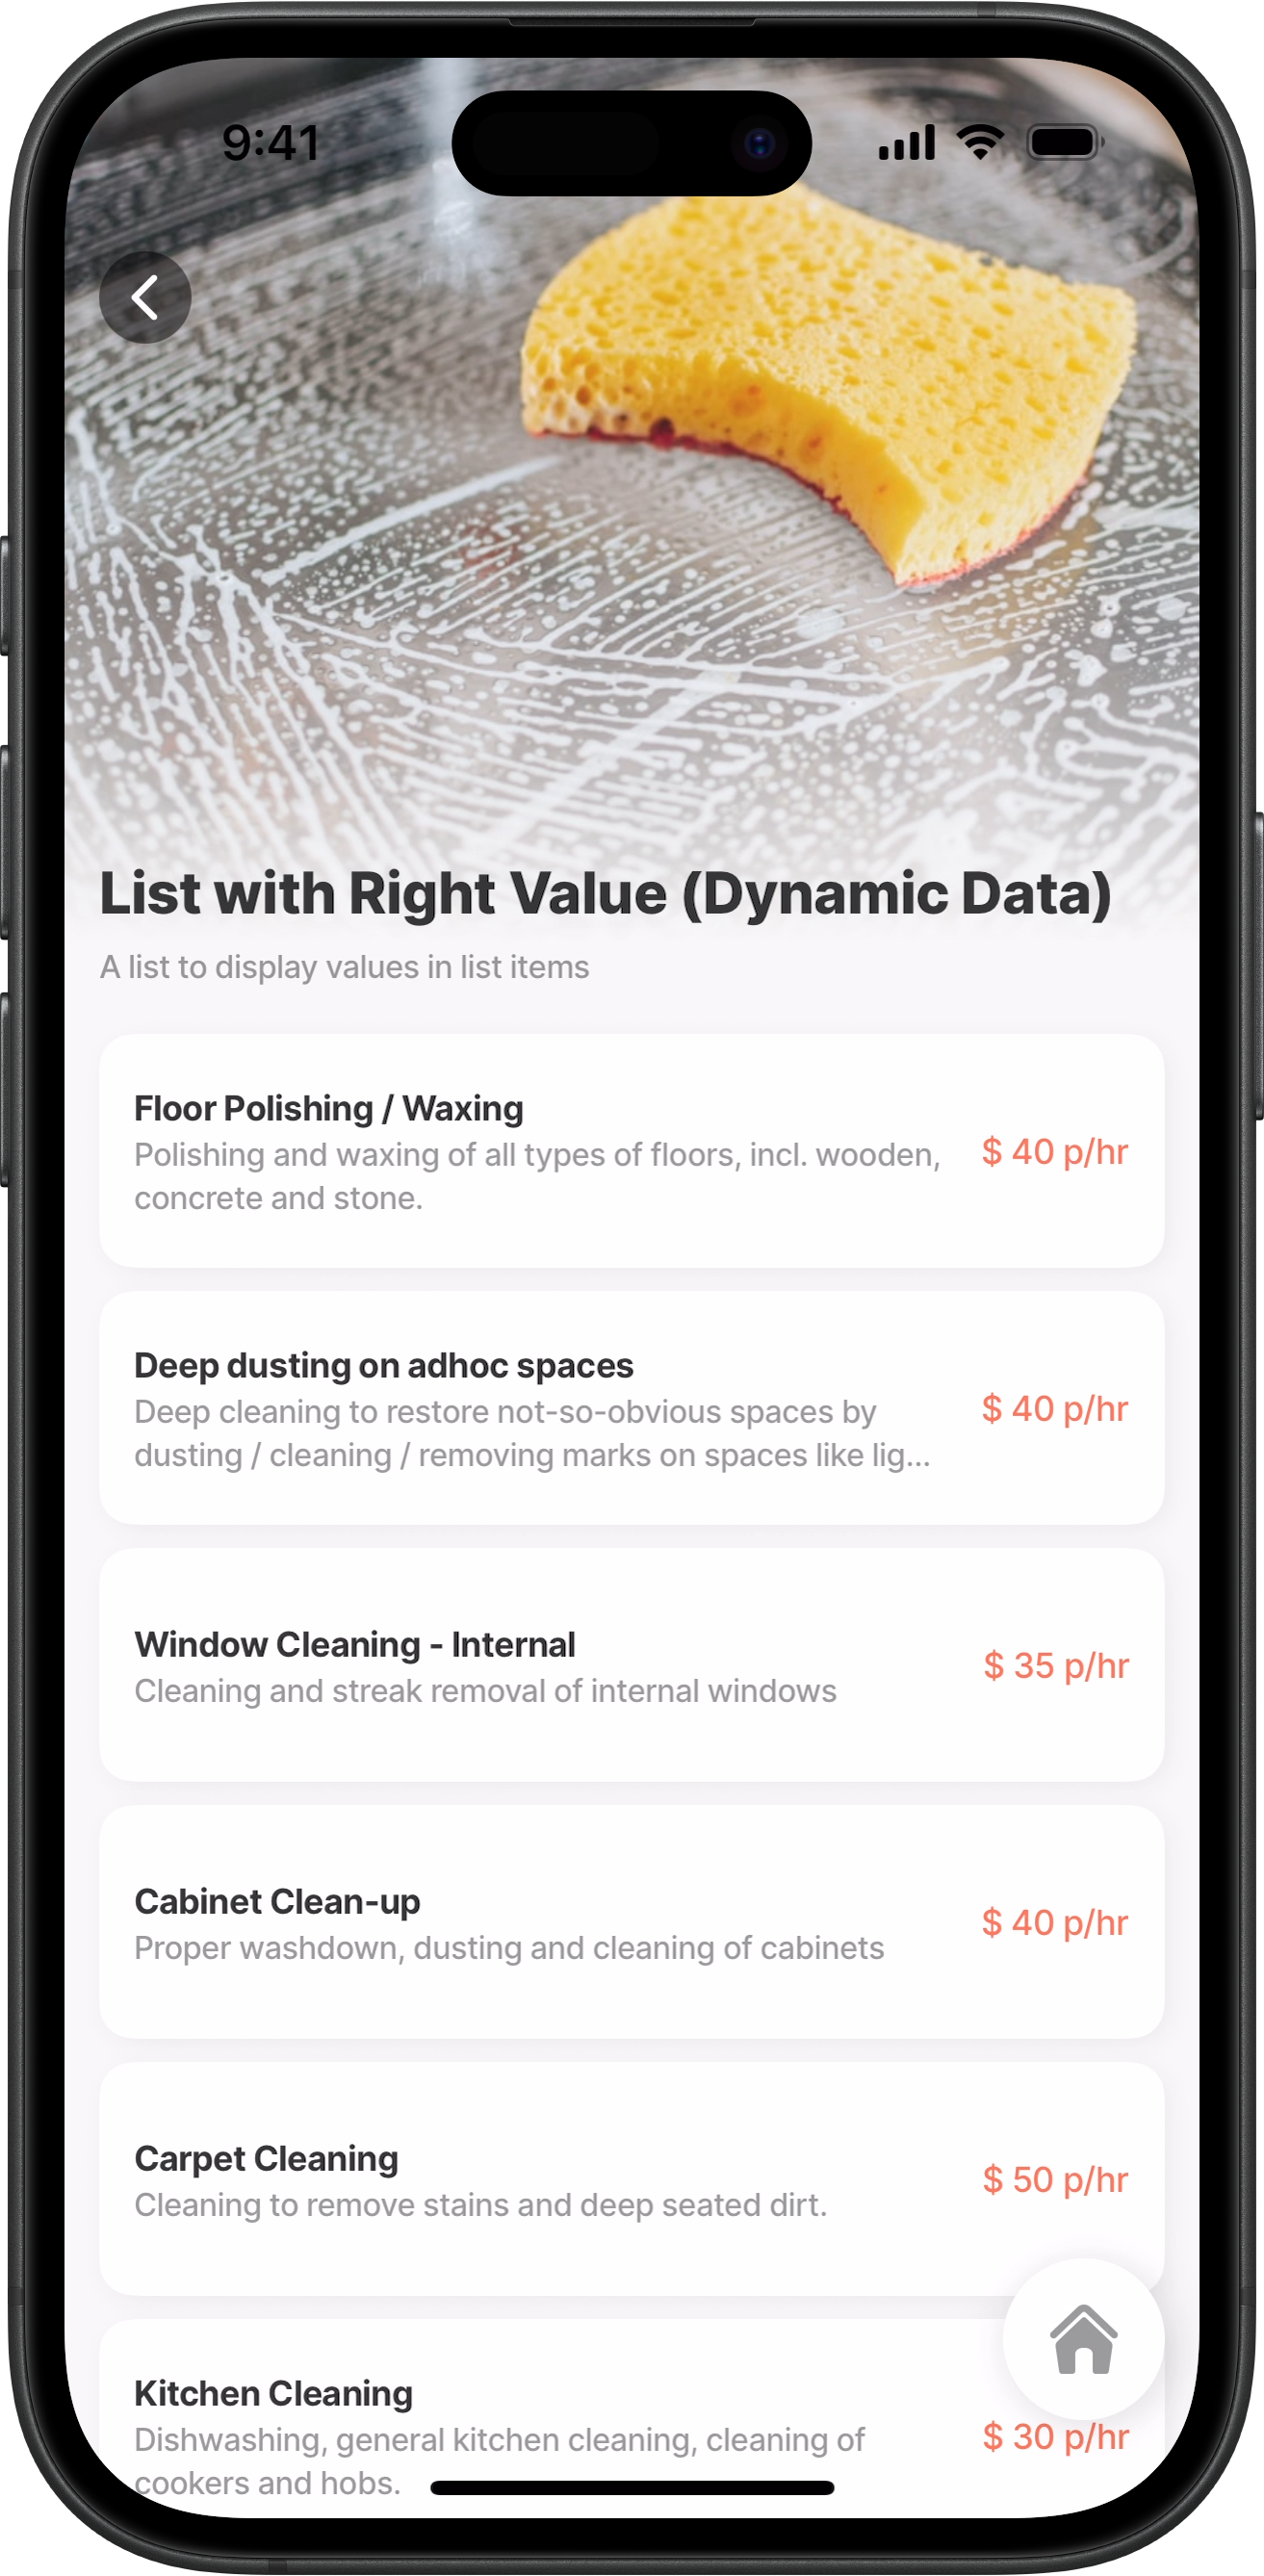 9:41
List with Right Value (Dynamic Data)
A list to display values in list items
Floor Polishing / Waxing
Polishing and waxing of all types of floors, incl. wooden,
concrete and stone.
$ 40 p/hr
Deep dusting on adhoc spaces
Deep cleaning to restore not-so-obvious spaces by
dusting / cleaning / removing marks on spaces like lig...
$ 40 p/hr
Window Cleaning - Internal
Cleaning and streak removal of internal windows
$ 35 p/hr
Cabinet Clean-up
Proper washdown, dusting and cleaning of cabinets
$ 40 p/hr
Carpet Cleaning
Cleaning to remove stains and deep seated dirt.
$ 50 p/hr
Kitchen Cleaning
Dishwashing, general kitchen cleaning, cleaning of
cookers and hobs.
$ 30 p/hr